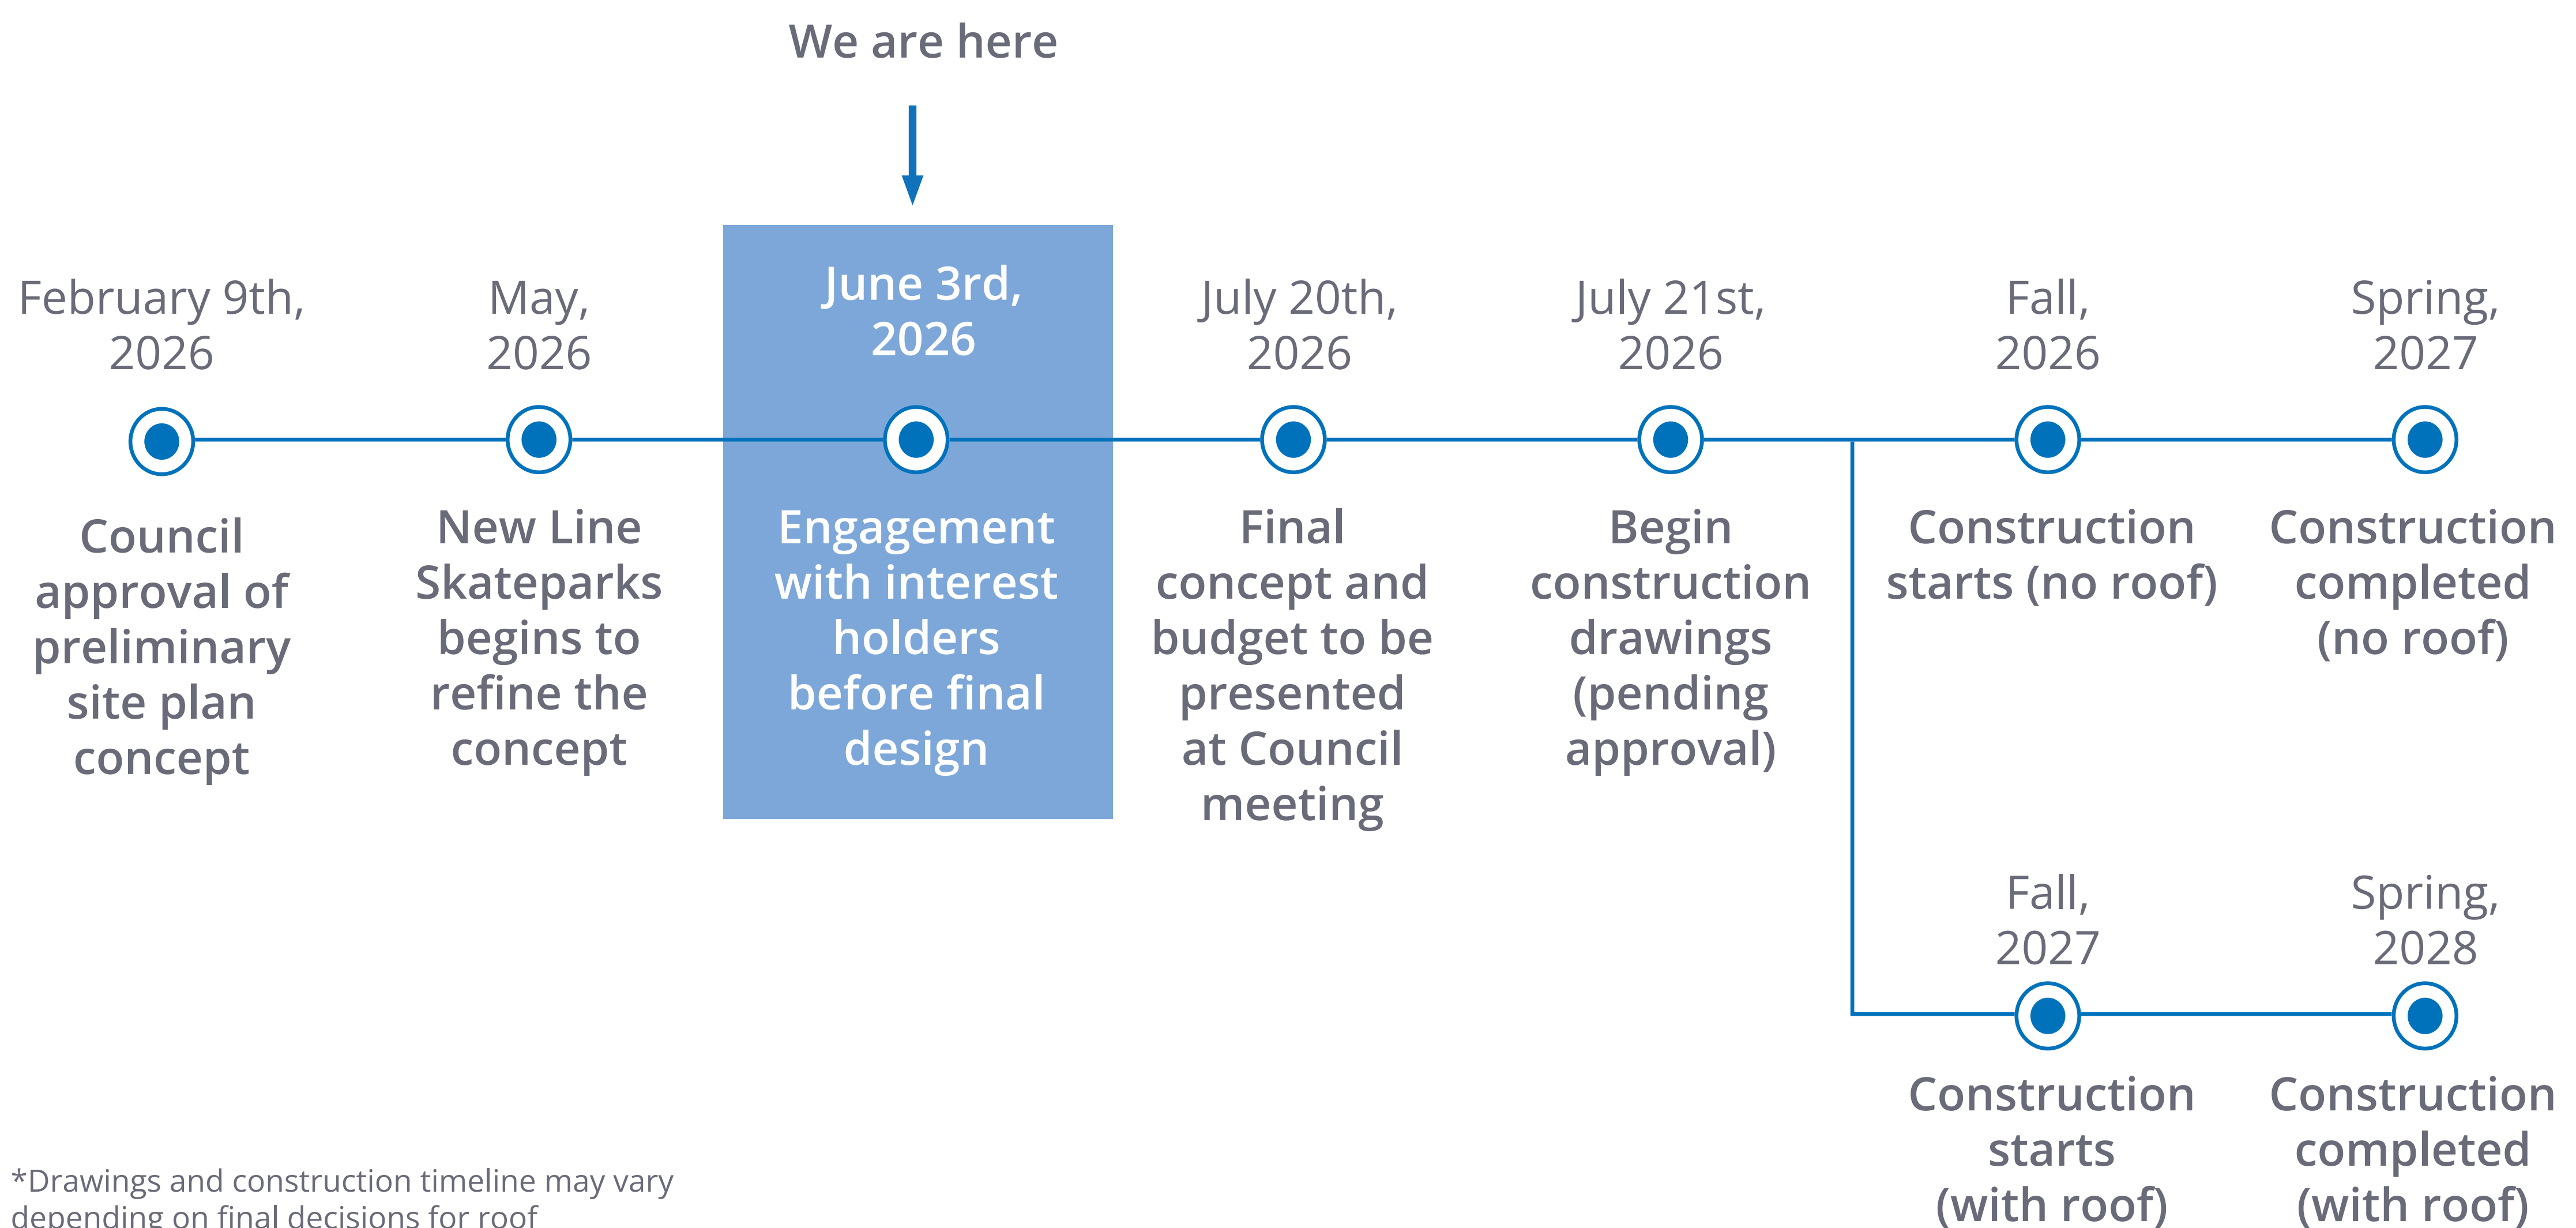 We are here
February 9th,
2026
Council
approval of
preliminary
site plan
concept
May,
2026
New Line
Skateparks
begins to
refine the
concept
June 3rd,
2026
Engagement
with interest
holders
before final
design
July 20th,
2026
Final
concept and
budget to be
presented
at Council
meeting
July 21st,
2026
Begin
construction
drawings
(pending
approval)
Fall,
2026
Construction
starts (no roof)
Spring,
2027
Construction
completed
(no roof)
Fall,
2027
Construction
starts
(with roof)
Spring,
2028
Construction
completed
(with roof)
*Drawings and construction timeline may vary
depending on final decisions for roof